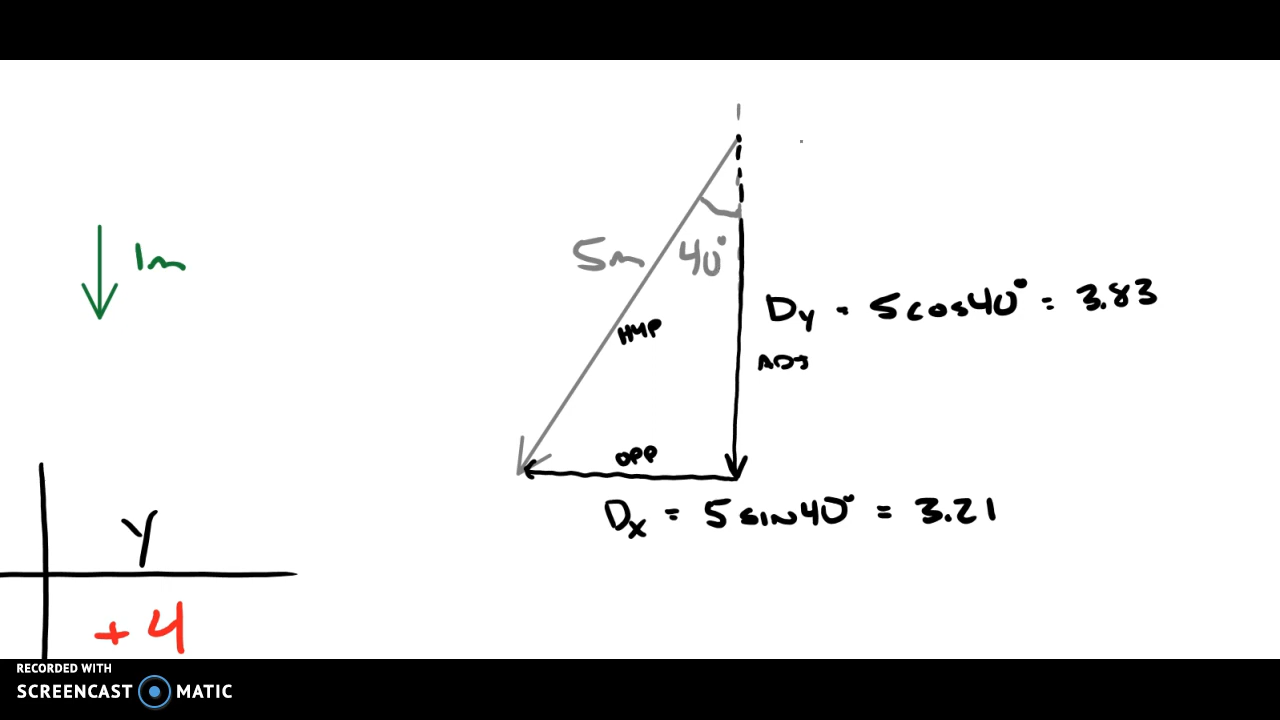 1m
5m
40°
HYP
Dy = 5cos40° = 3.83
ADJ
OPP
Dx = 5sin40° = 3.21
Y
+ 4
RECORDED WITH
SCREENCAST MATIC